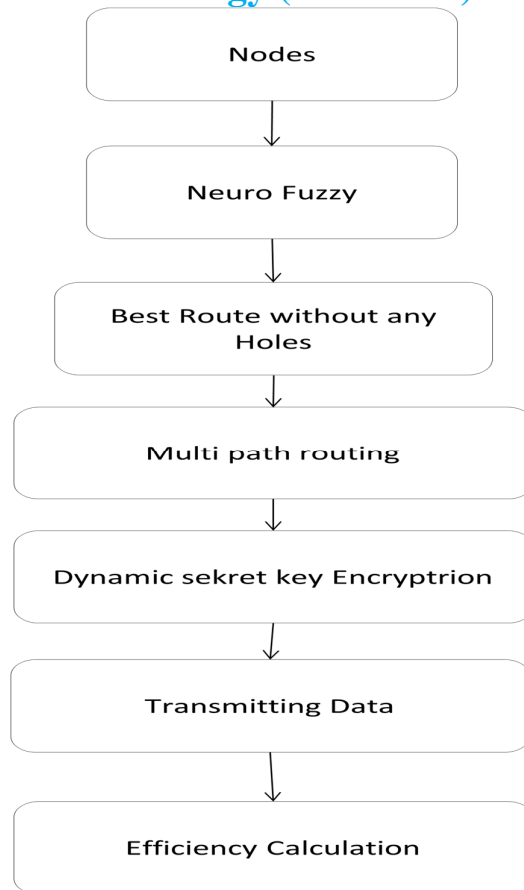 Nodes
Neuro Fuzzy
Best Route without any
Holes
Multi path routing
Dynamic sekret key Encryptrion
Transmitting Data
Efficiency Calculation